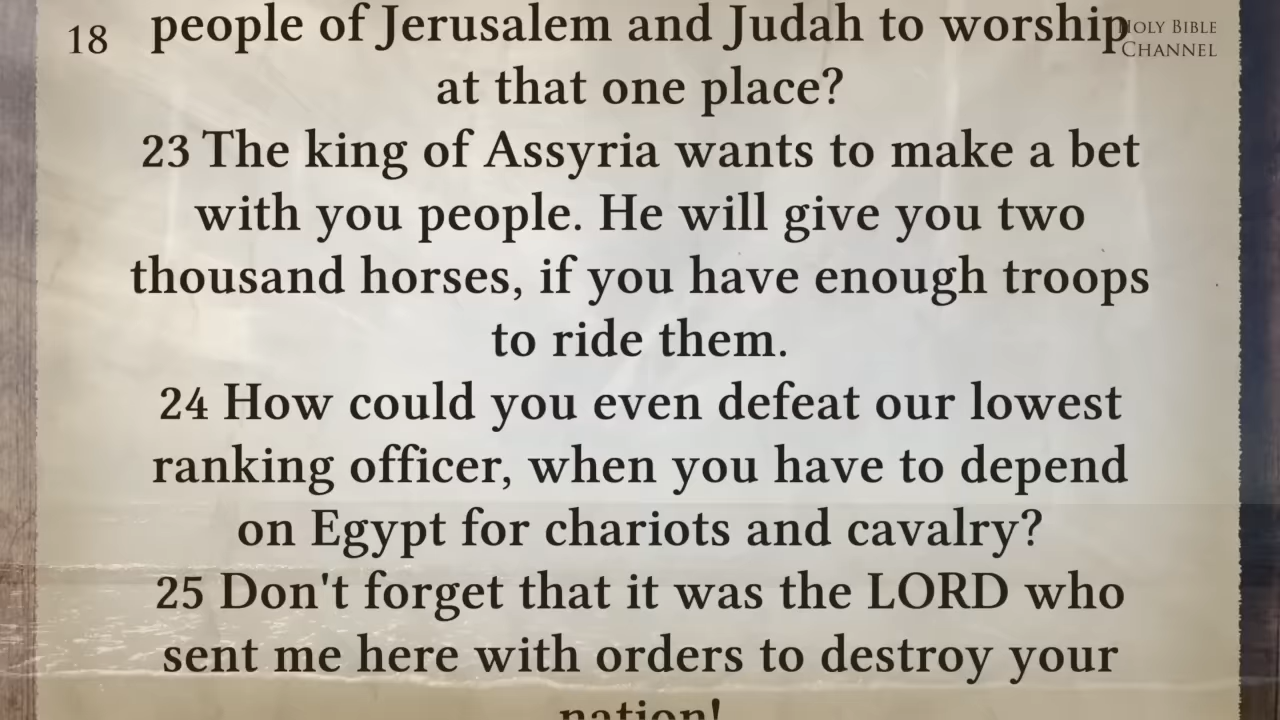 18
people of Jerusalem and Judah to worship
HOLY BIBLE
CHANNEL
at that one place?
23 The king of Assyria wants to make a bet
with you people. He will give you two
thousand horses, if you have enough troops
to ride them.
24 How could you even defeat our lowest
ranking officer, when you have to depend
on Egypt for chariots and cavalry?
25 Don't forget that it was the LORD who
sent me here with orders to destroy your
nation!